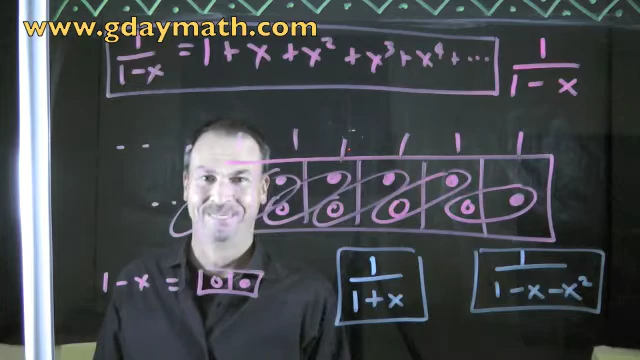 www.gdaymath.com
1/(1-x) = 1 + x + x² + x³ + x⁴ + ...
1/(1-x)
1 1 1 1 1
1-x =
1/(1+x)
1/(1-x-x²)